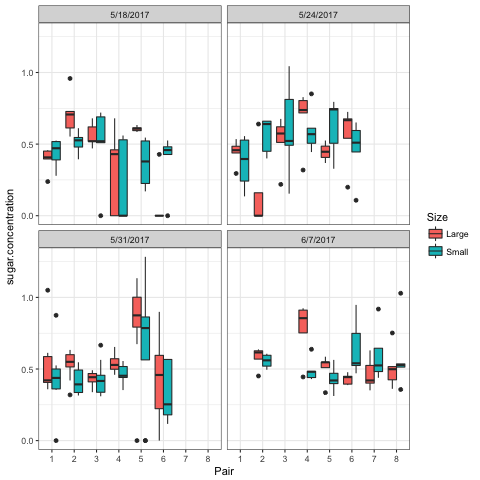 5/18/2017 5/24/2017
1.0
0.5
0.0
sugar.concentration
Size
Large
Small
5/31/2017 6/7/2017
1.0
0.5
0.0
1 2 3 4 5 6 7 8 1 2 3 4 5 6 7 8
Pair